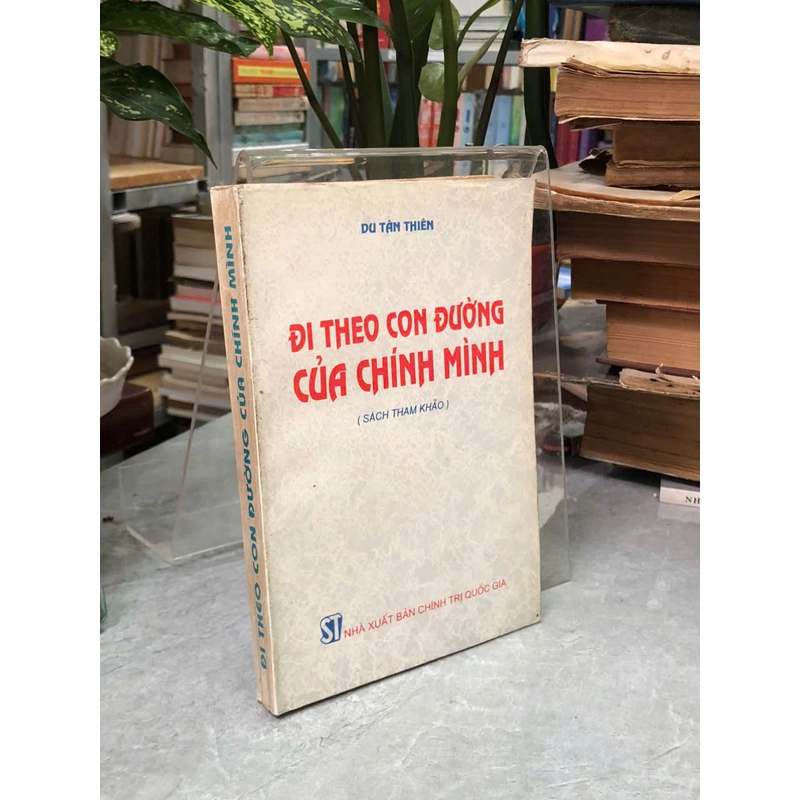 DU TÂN THIÊN
ĐI THEO CON ĐƯỜNG
CỦA CHÍNH MÌNH
( SÁCH THAM KHẢO )
ST NHÀ XUẤT BẢN CHÍNH TRỊ QUỐC GIA
ĐI THEO CON ĐƯỜNG CỦA CHÍNH MÌNH
NH